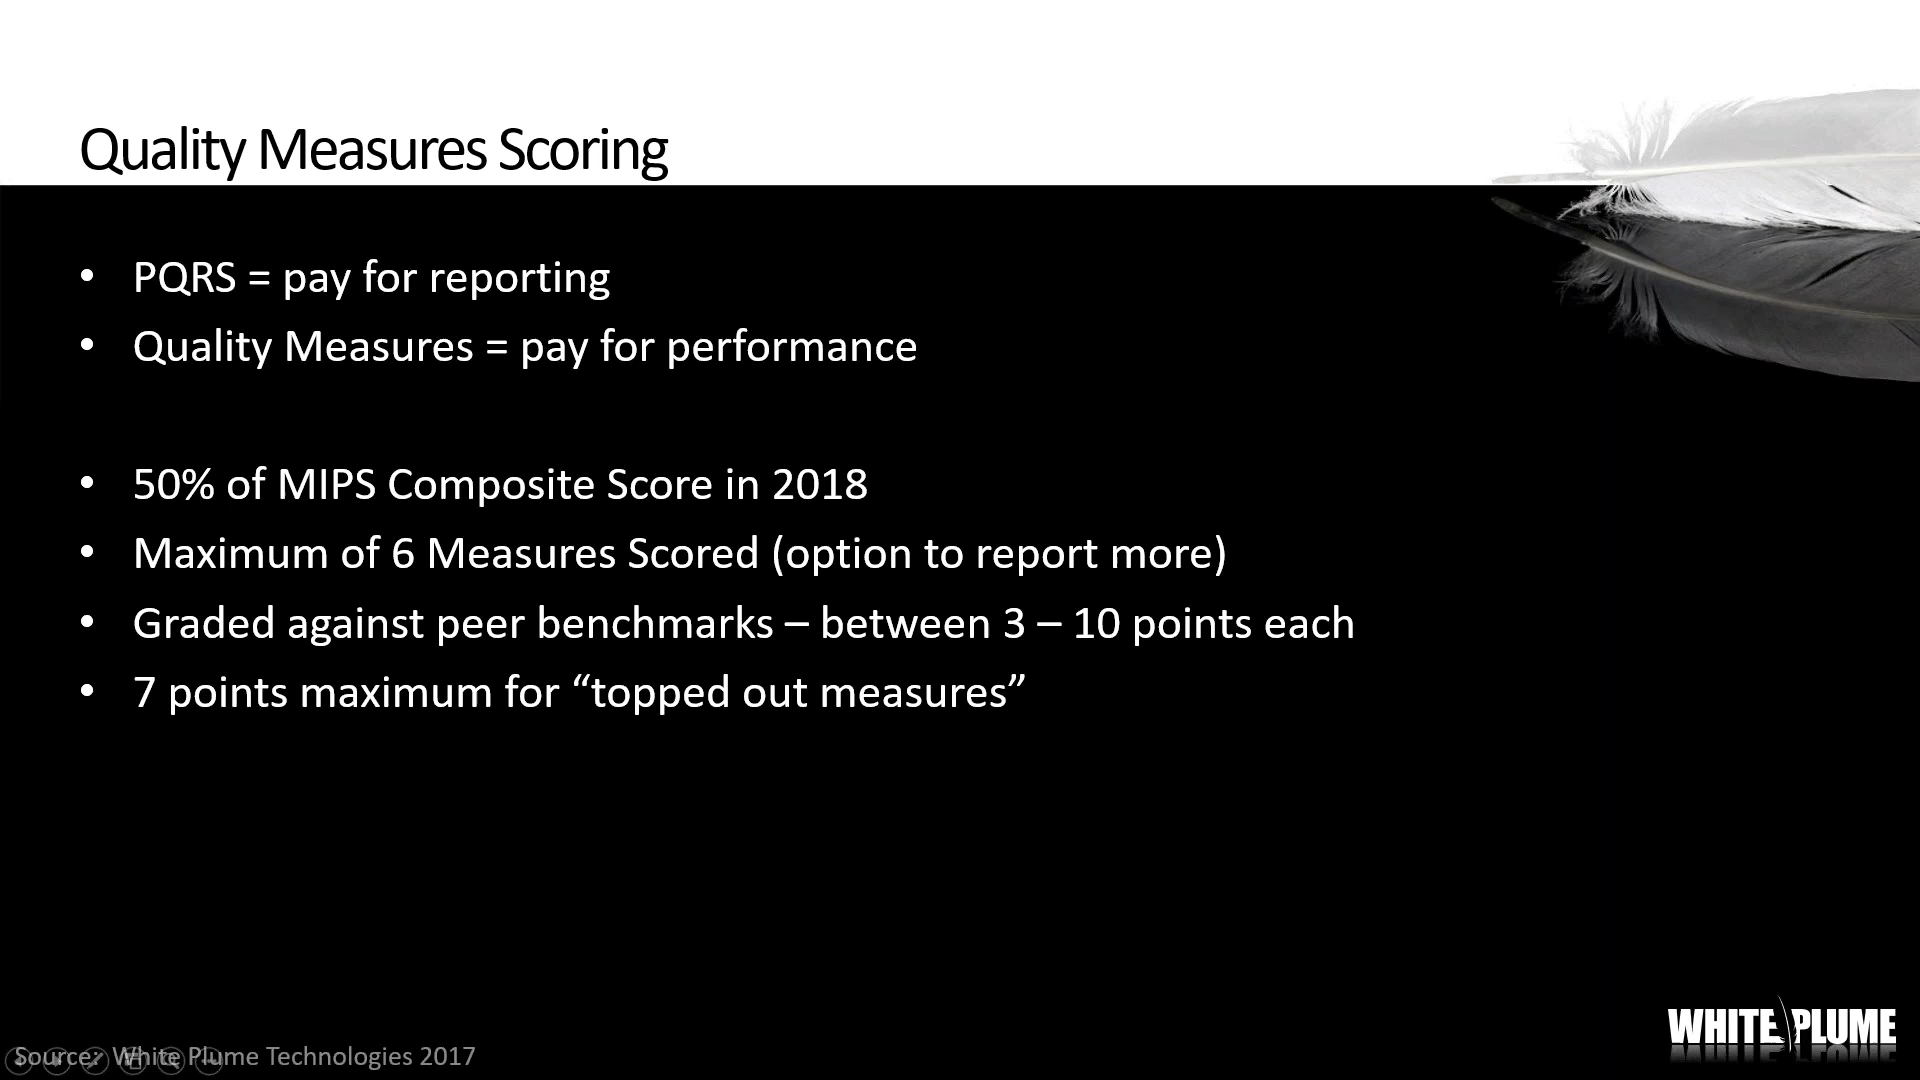 Quality Measures Scoring
• PQRS = pay for reporting
• Quality Measures = pay for performance
• 50% of MIPS Composite Score in 2018
• Maximum of 6 Measures Scored (option to report more)
• Graded against peer benchmarks – between 3 – 10 points each
• 7 points maximum for “topped out measures”
WHITE PLUME
Source: White Plume Technologies 2017